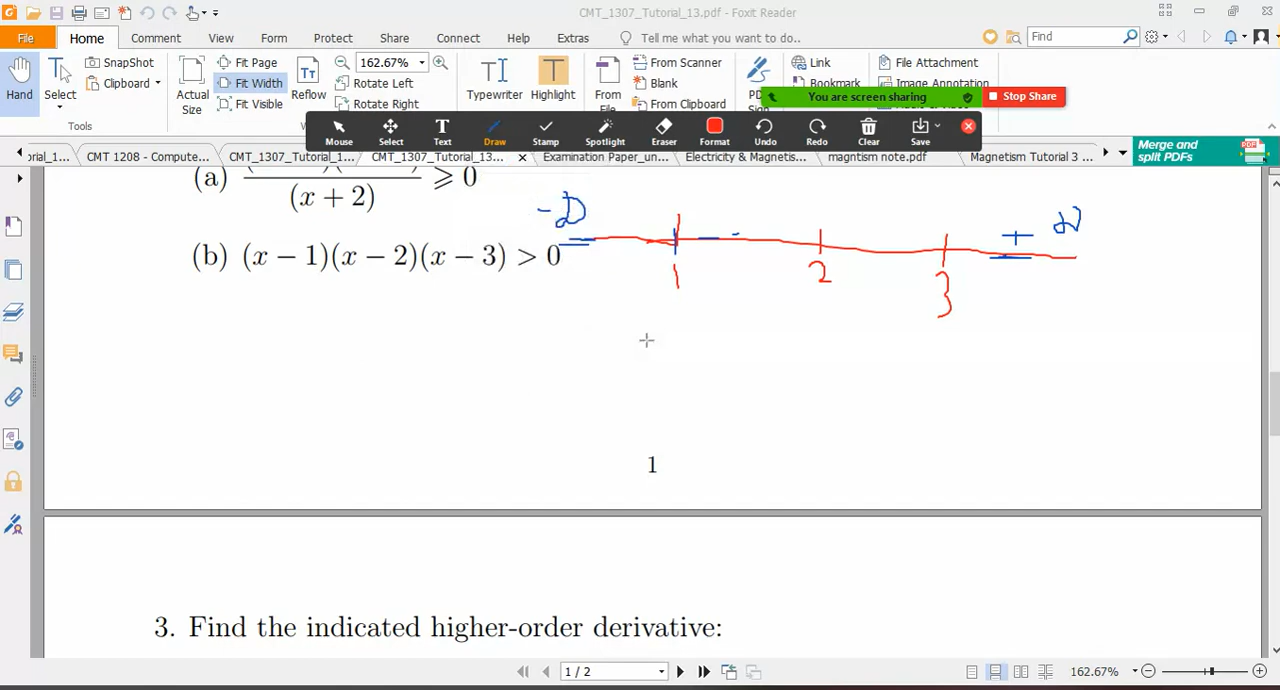 CMT_1307_Tutorial_13.pdf - Foxit Reader
File Home Comment View Form Protect Share Connect Help Extras Tell me what you want to do.. Find
SnapShot Fit Page 162.67% From Scanner Link File Attachment
Clipboard Fit Width Rotate Left Blank Bookmark Image Annotation
Hand Select Actual Size Fit Visible Reflow Rotate Right Typewriter Highlight From File From Clipboard
You are screen sharing Stop Share
Tools
Mouse Select Text Draw Stamp Spotlight Eraser Format Undo Redo Clear Save
orial_1... CMT 1208 - Compute... CMT_1307_Tutorial_1... CMT_1307_Tutorial_13... Examination Paper_un... Electricity & Magnetis... magntism note.pdf Magnetism Tutorial 3 ... Merge and split PDFs
(a) (x + 2) ⩾ 0
(b) (x − 1)(x − 2)(x − 3) > 0
+
1 2 3
1
3. Find the indicated higher-order derivative:
1 / 2 162.67%